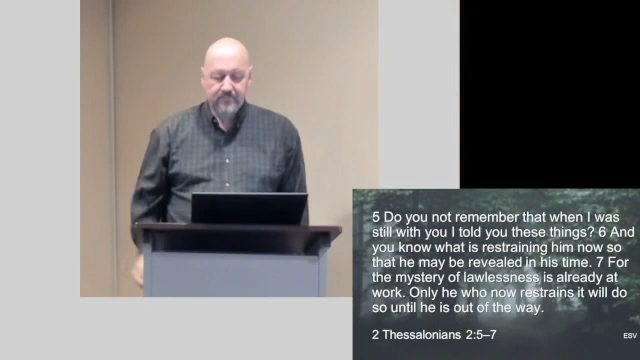 5 Do you not remember that when I was
still with you I told you these things? 6 And
you know what is restraining him now so
that he may be revealed in his time. 7 For
the mystery of lawlessness is already at
work. Only he who now restrains it will do
so until he is out of the way.
2 Thessalonians 2:5–7
ESV